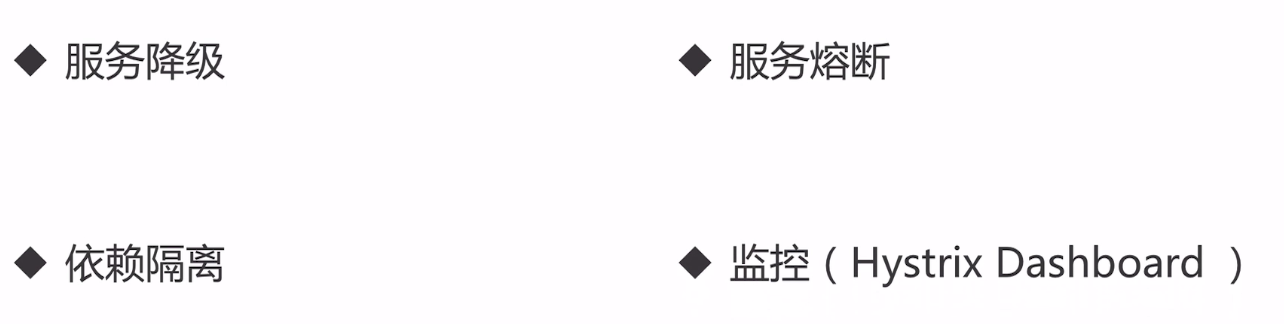 ◆ 服务降级
◆ 服务熔断
◆ 依赖隔离
◆ 监控（Hystrix Dashboard ）